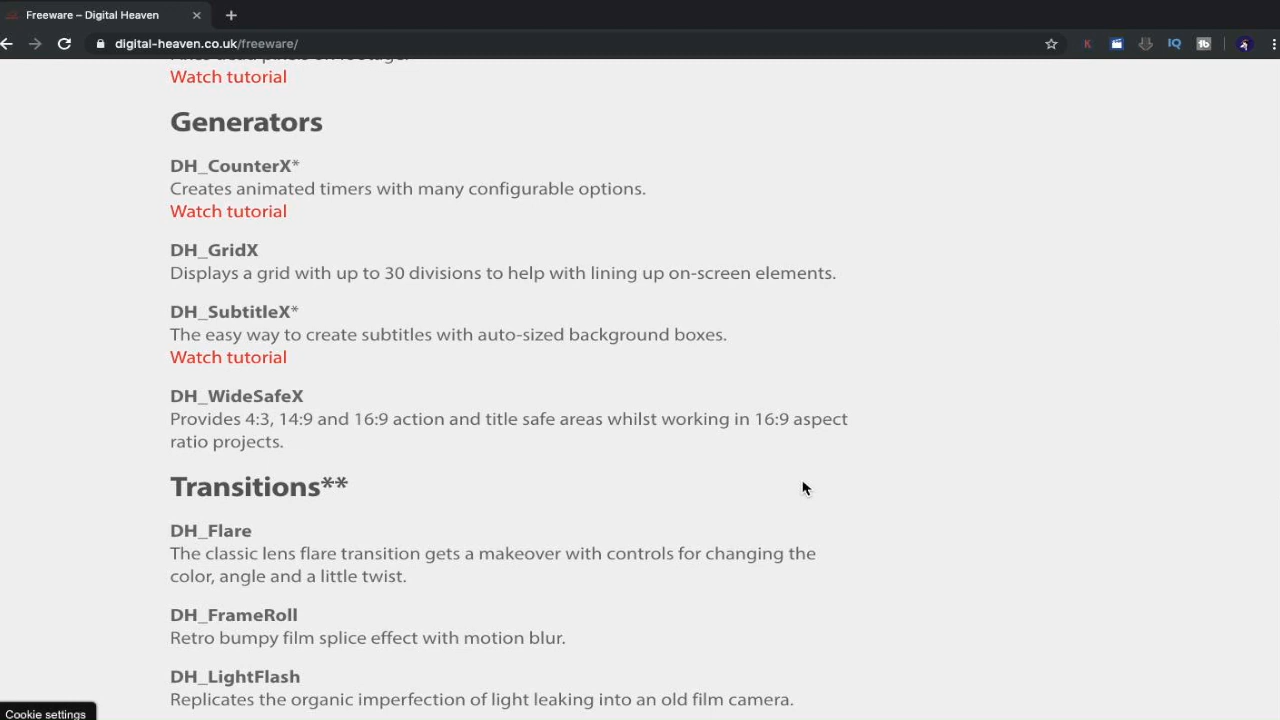 Freeware – Digital Heaven
digital-heaven.co.uk/freeware/
Watch tutorial
Generators
DH_CounterX*
Creates animated timers with many configurable options.
Watch tutorial
DH_GridX
Displays a grid with up to 30 divisions to help with lining up on-screen elements.
DH_SubtitleX*
The easy way to create subtitles with auto-sized background boxes.
Watch tutorial
DH_WideSafeX
Provides 4:3, 14:9 and 16:9 action and title safe areas whilst working in 16:9 aspect
ratio projects.
Transitions**
DH_Flare
The classic lens flare transition gets a makeover with controls for changing the
color, angle and a little twist.
DH_FrameRoll
Retro bumpy film splice effect with motion blur.
DH_LightFlash
Replicates the organic imperfection of light leaking into an old film camera.
Cookie settings